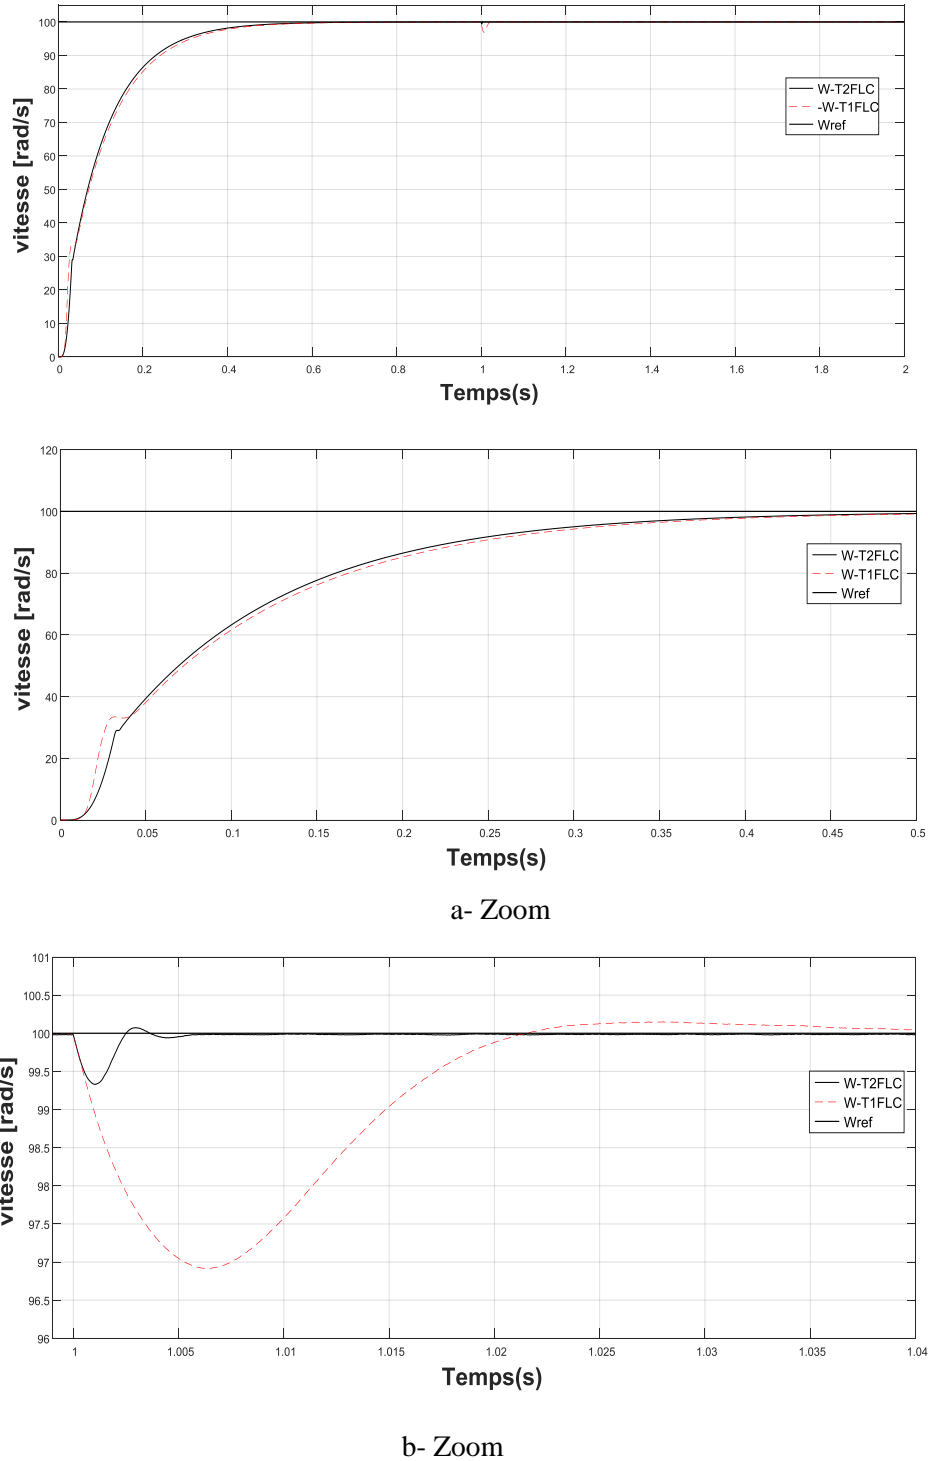 100
90
80
70
60
50
40
30
20
10
0
vitesse [rad/s]
W-T2FLC
-W-T1FLC
Wref
0 0.2 0.4 0.6 0.8 1 1.2 1.4 1.6 1.8 2
Temps(s)
120
100
80
60
40
20
0
vitesse [rad/s]
W-T2FLC
W-T1FLC
Wref
0 0.05 0.1 0.15 0.2 0.25 0.3 0.35 0.4 0.45 0.5
Temps(s)
a- Zoom
101
100.5
100
99.5
99
98.5
98
97.5
97
96.5
96
vitesse [rad/s]
W-T2FLC
W-T1FLC
Wref
1 1.005 1.01 1.015 1.02 1.025 1.03 1.035 1.04
Temps(s)
b- Zoom